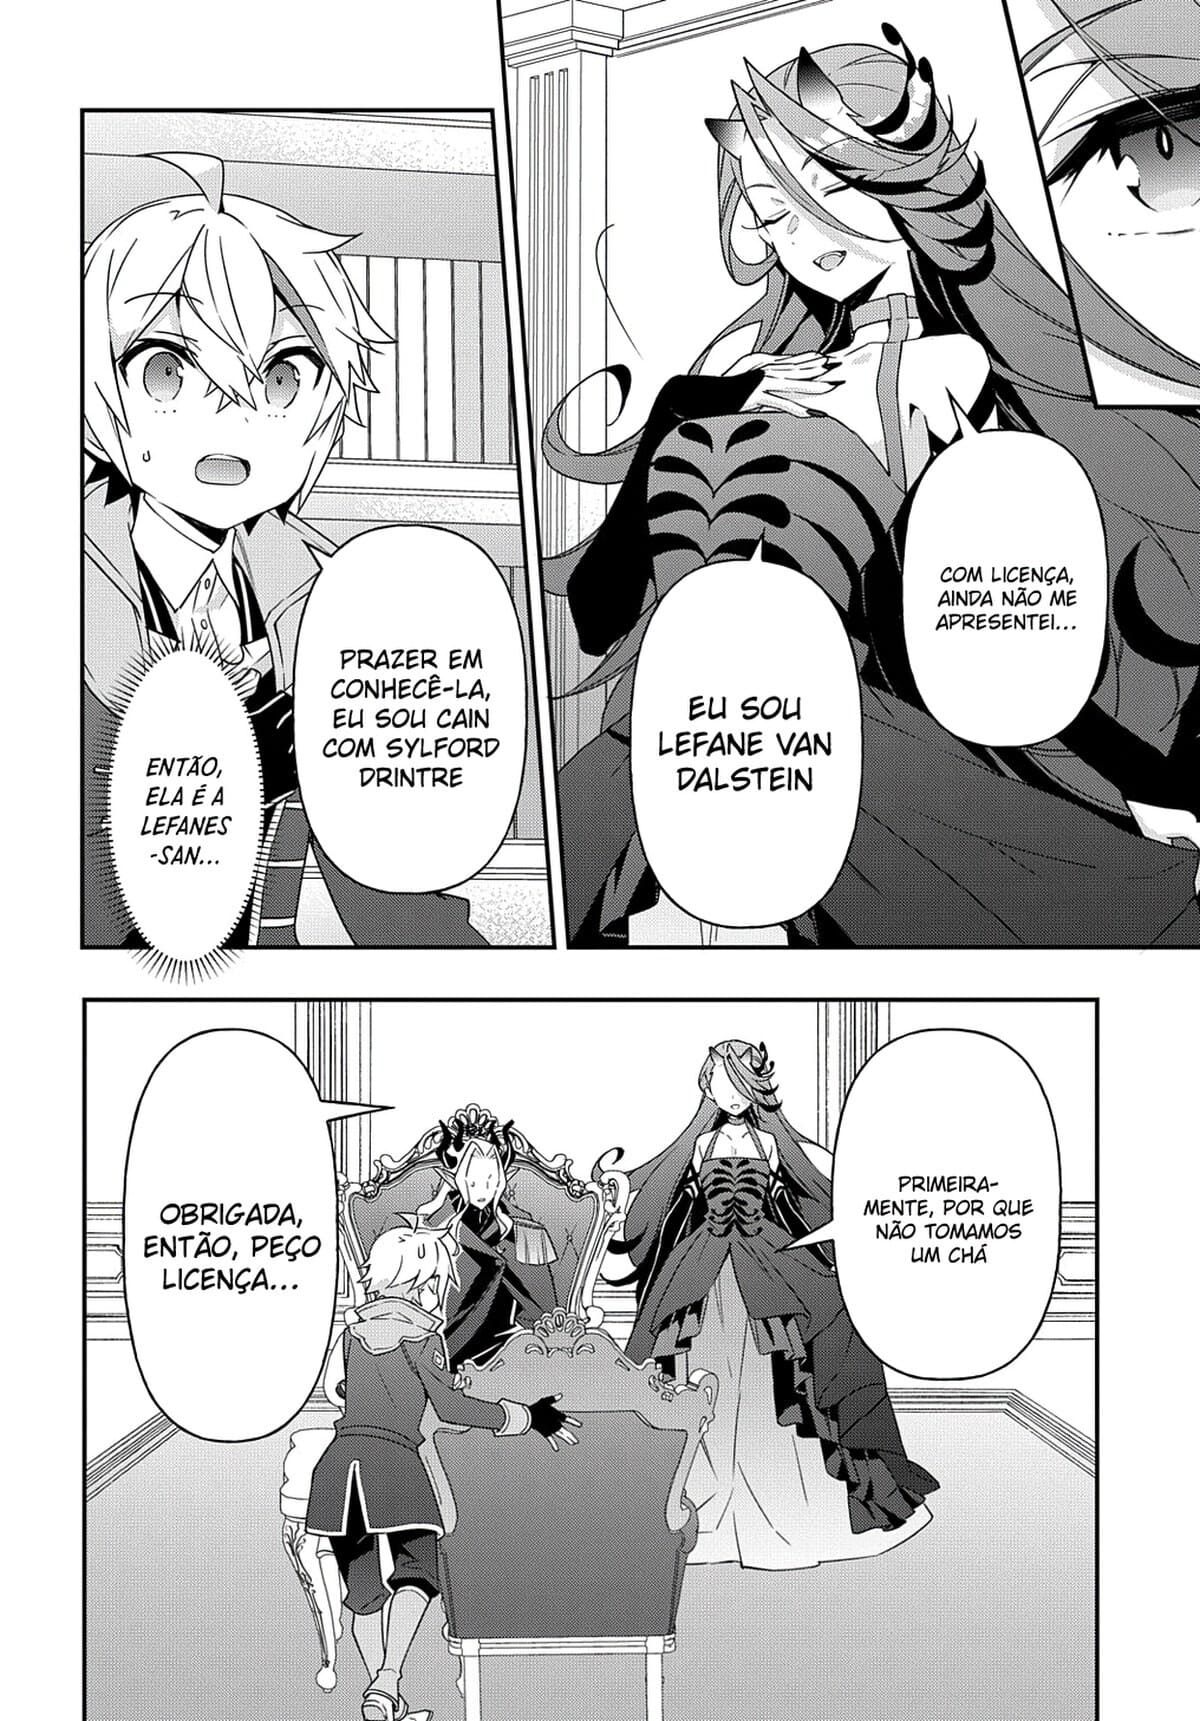 COM LICENÇA,
AINDA NÃO ME
APRESENTEI...
EU SOU
LEFANE VAN
DALSTEIN
PRAZER EM
CONHECÊ-LA,
EU SOU CAIN
COM SYLFORD
DRINTRE
ENTÃO,
ELA É A
LEFANES
-SAN...
PRIMEIRA-
MENTE, POR QUE
NÃO TOMAMOS
UM CHÁ
OBRIGADA,
ENTÃO, PEÇO
LICENÇA...